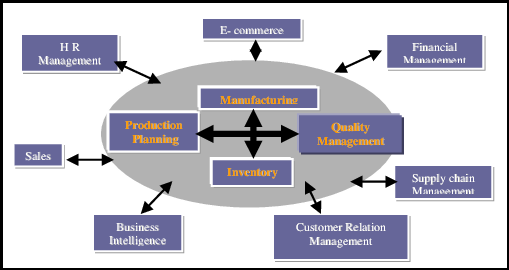 E- commerce
H R
Management
Financial
Management
Manufacturing
Production
Planning
Quality
Management
Sales
Inventory
Supply chain
Management
Business
Intelligence
Customer Relation
Management